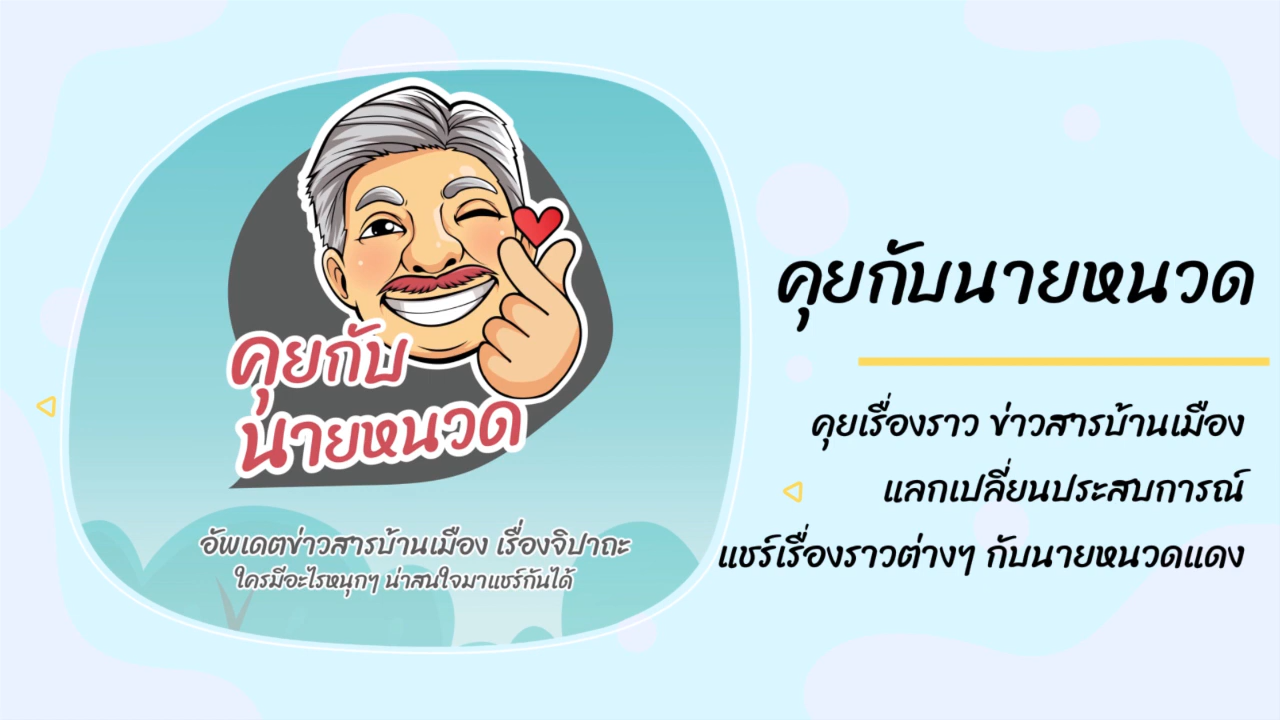 คุยกับ
นายหนวด
อัพเดตข่าวสารบ้านเมือง เรื่องจิปาถะ
ใครมีอะไรหนุกๆ น่าสนใจมาแชร์กันได้
คุยกับนายหนวด
คุยเรื่องราว ข่าวสารบ้านเมือง
แลกเปลี่ยนประสบการณ์
แชร์เรื่องราวต่างๆ กับนายหนวดแดง